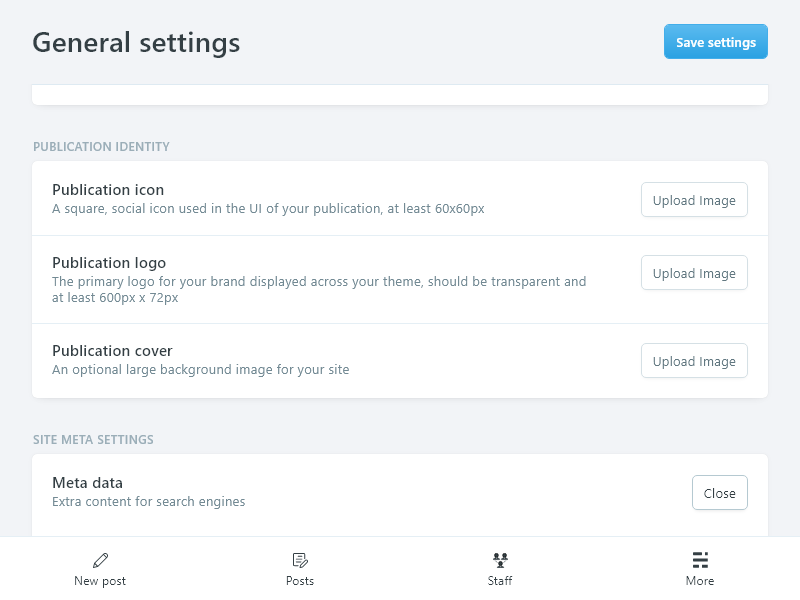 General settings
Save settings
PUBLICATION IDENTITY
Publication icon
A square, social icon used in the UI of your publication, at least 60x60px
Upload Image
Publication logo
The primary logo for your brand displayed across your theme, should be transparent and
at least 600px x 72px
Upload Image
Publication cover
An optional large background image for your site
Upload Image
SITE META SETTINGS
Meta data
Extra content for search engines
Close
New post
Posts
Staff
More